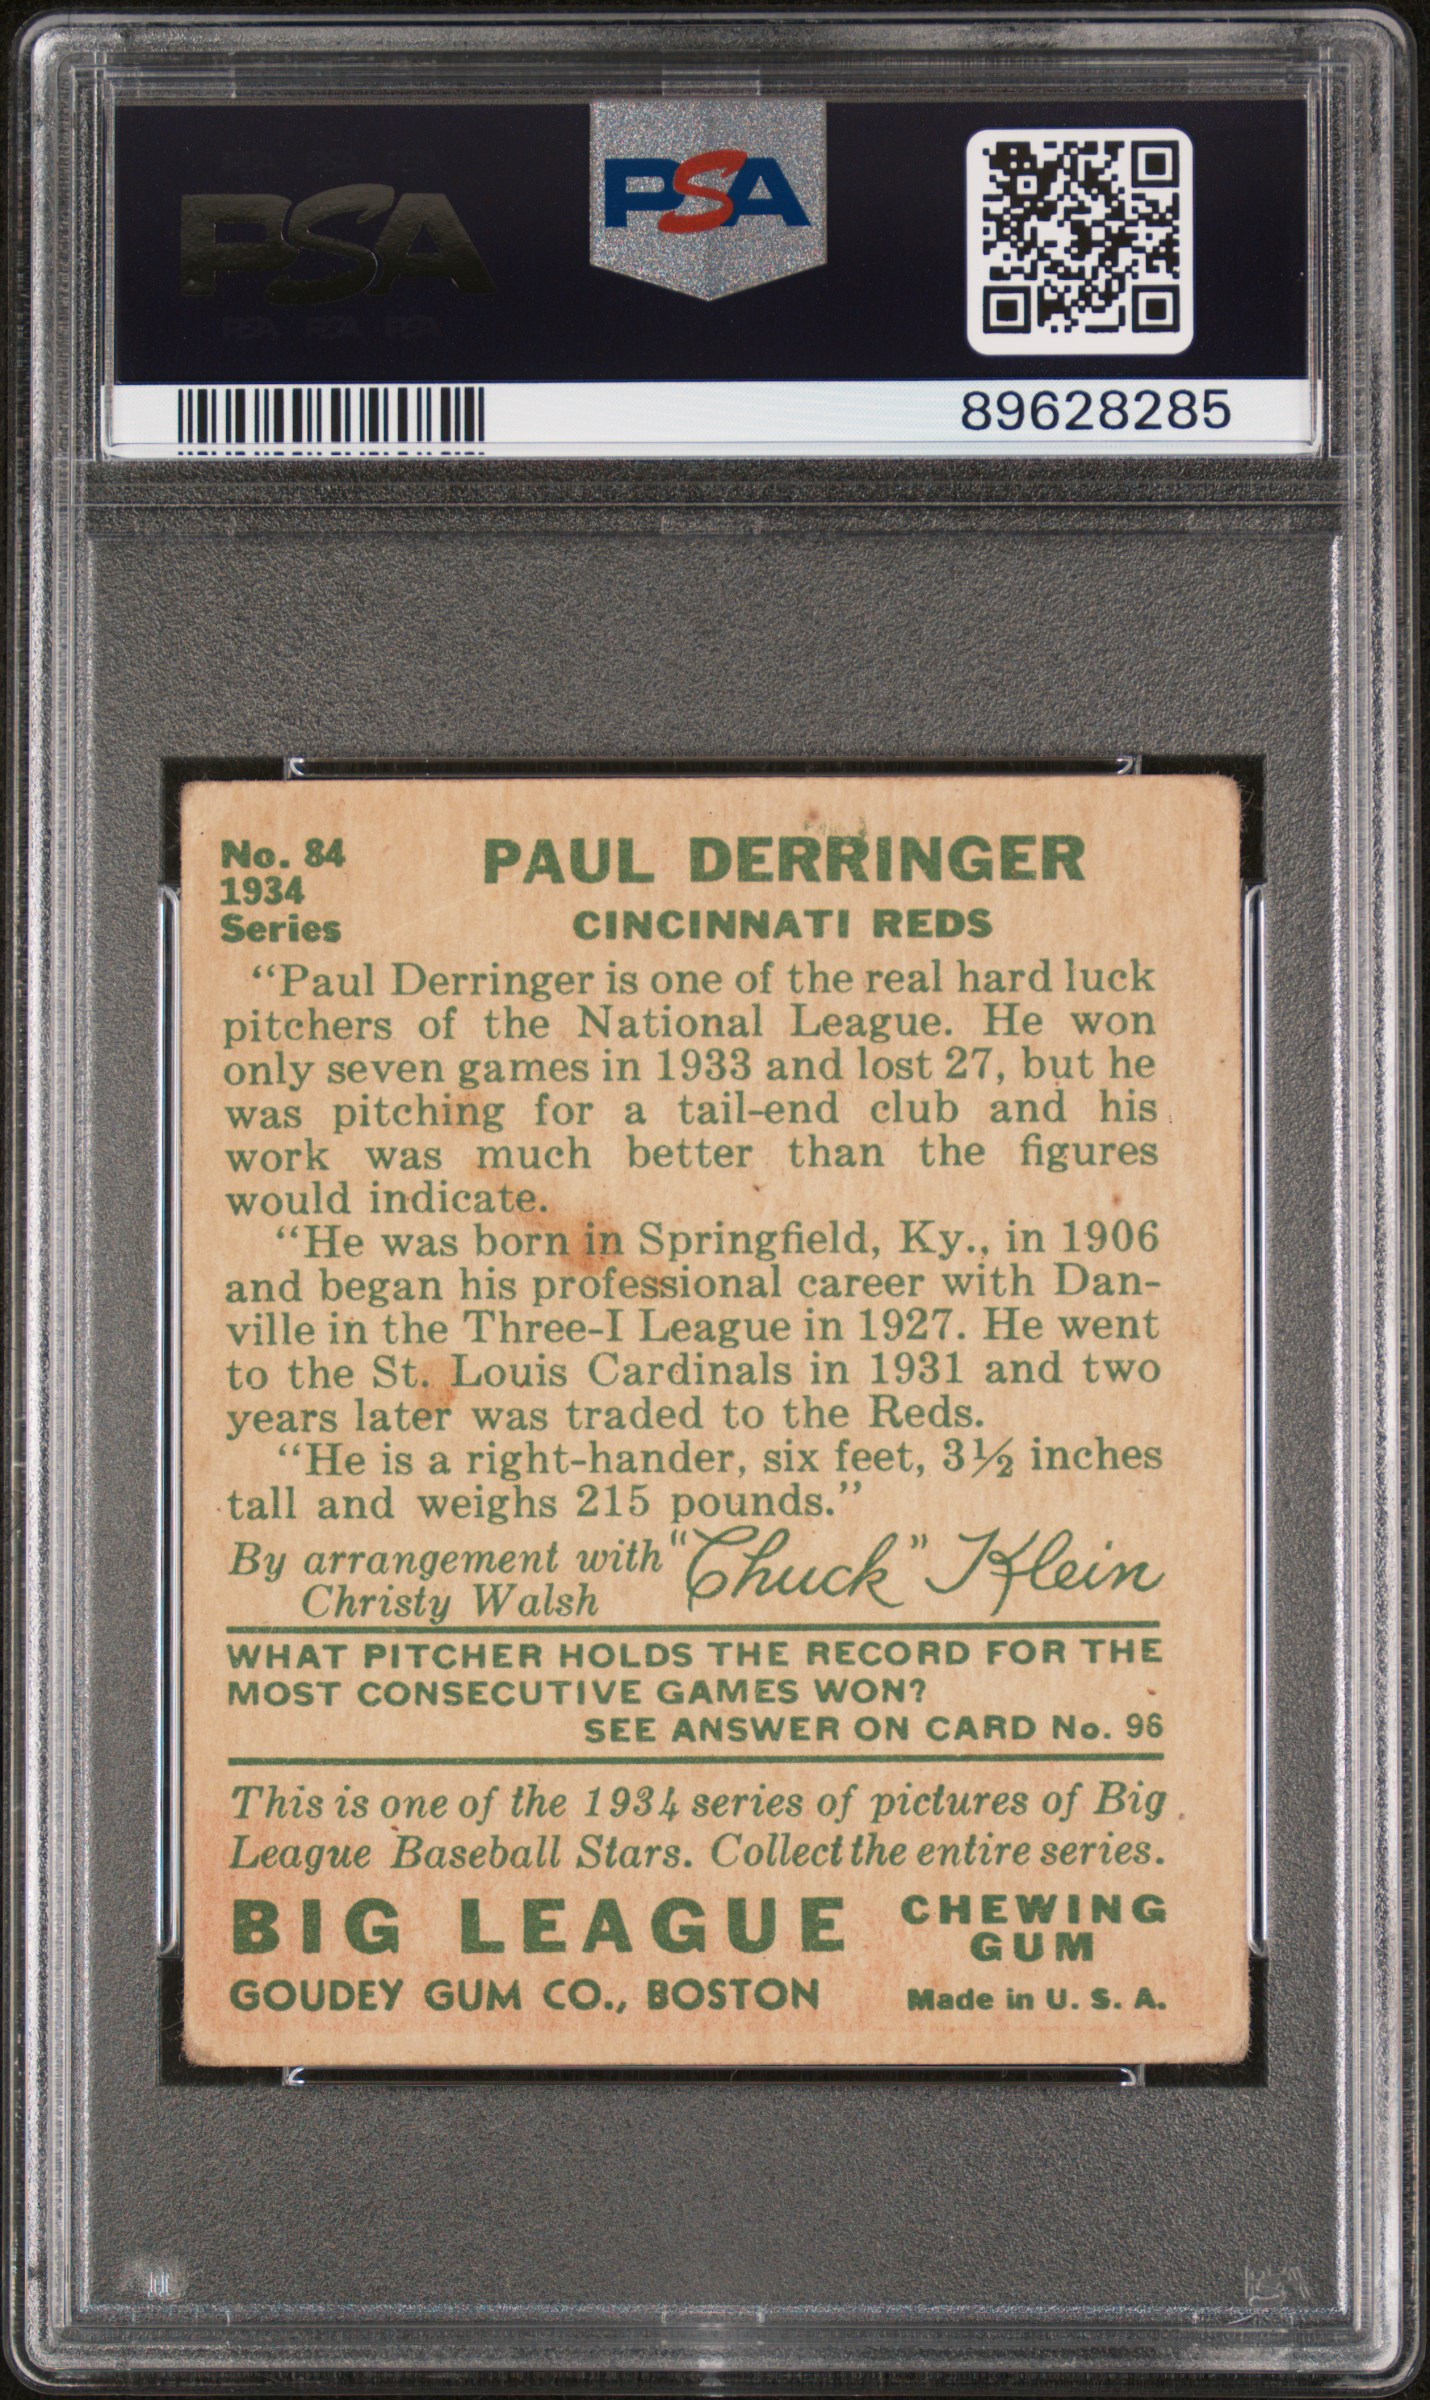 PSA
PSA
PSA PSA PSA
89628285
No. 84
1934
Series
PAUL DERRINGER
CINCINNATI REDS
“Paul Derringer is one of the real hard luck
pitchers of the National League. He won
only seven games in 1933 and lost 27, but he
was pitching for a tail-end club and his
work was much better than the figures
would indicate.
“He was born in Springfield, Ky., in 1906
and began his professional career with Dan-
ville in the Three-I League in 1927. He went
to the St. Louis Cardinals in 1931 and two
years later was traded to the Reds.
“He is a right-hander, six feet, 3½ inches
tall and weighs 215 pounds.”
By arrangement with
Christy Walsh
“Chuck” Klein
WHAT PITCHER HOLDS THE RECORD FOR THE
MOST CONSECUTIVE GAMES WON?
SEE ANSWER ON CARD No. 96
This is one of the 1934 series of pictures of Big
League Baseball Stars. Collect the entire series.
BIG LEAGUE
CHEWING
GUM
GOUDEY GUM CO., BOSTON
Made in U. S. A.